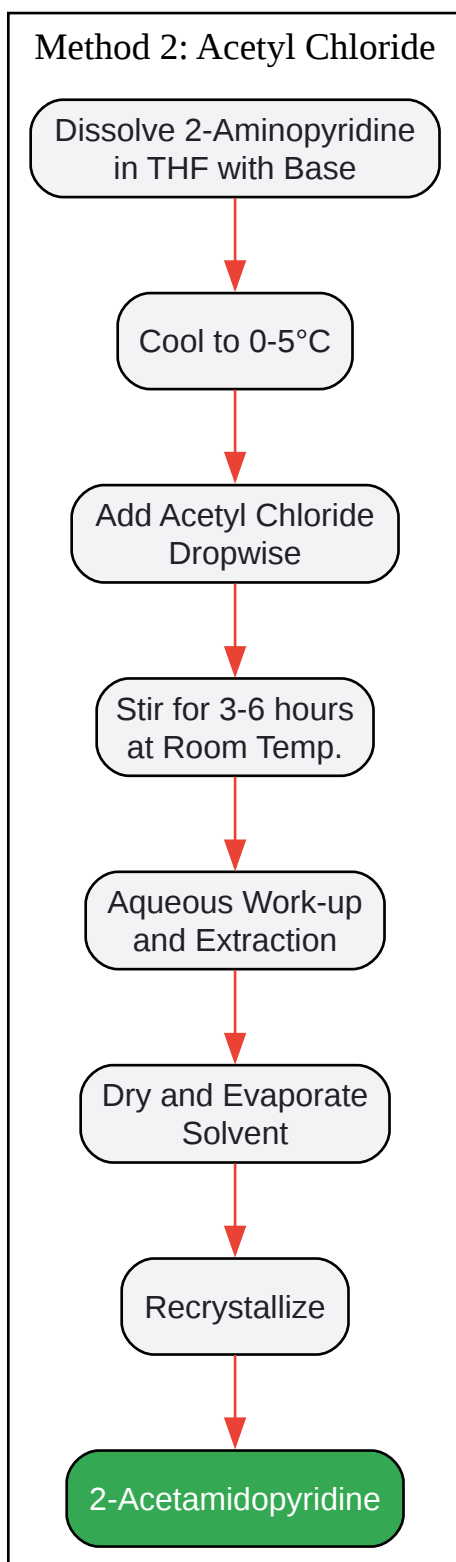 Method 2: Acetyl Chloride
Dissolve 2-Aminopyridine
in THF with Base
Cool to 0-5°C
Add Acetyl Chloride
Dropwise
Stir for 3-6 hours
at Room Temp.
Aqueous Work-up
and Extraction
Dry and Evaporate
Solvent
Recrystallize
2-Acetamidopyridine